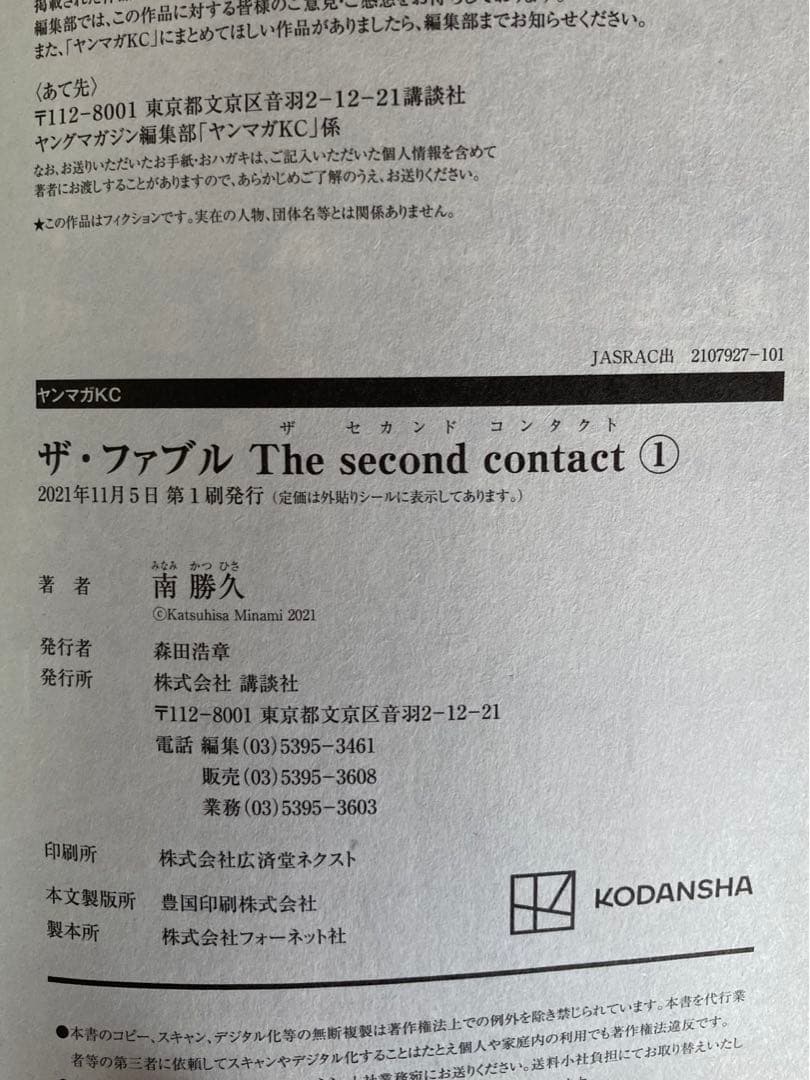 編集部では、この作品に対する皆様のご意見・ご感想をお待ちしております。
また、「ヤンマガKC」にまとめてほしい作品がありましたら、編集部までお知らせください。
〈あて先〉
〒112-8001 東京都文京区音羽2-12-21講談社
ヤングマガジン編集部「ヤンマガKC」係
なお、お送りいただいたお手紙・おハガキは、ご記入いただいた個人情報を含めて
著者にお渡しすることがありますので、あらかじめご了解のうえ、お送りください。
★この作品はフィクションです。実在の人物、団体名等とは関係ありません。
JASRAC出 2107927-101
ヤンマガKC
ザ セカンド コンタクト
ザ・ファブル The second contact ①
2021年11月5日 第1刷発行（定価は外貼りシールに表示してあります。）
みなみ かつ ひさ
著者 南 勝久
©Katsuhisa Minami 2021
発行者 森田浩章
発行所 株式会社 講談社
〒112-8001 東京都文京区音羽2-12-21
電話 編集(03)5395-3461
販売(03)5395-3608
業務(03)5395-3603
印刷所 株式会社広済堂ネクスト
本文製版所 豊国印刷株式会社
製本所 株式会社フォーネット社
KODANSHA
●本書のコピー、スキャン、デジタル化等の無断複製は著作権法上での例外を除き禁じられています。本書を代行業
者等の第三者に依頼してスキャンやデジタル化することはたとえ個人や家庭内の利用でも著作権法違反です。
社業務宛にお送りください。送料小社負担にてお取り替えいたし